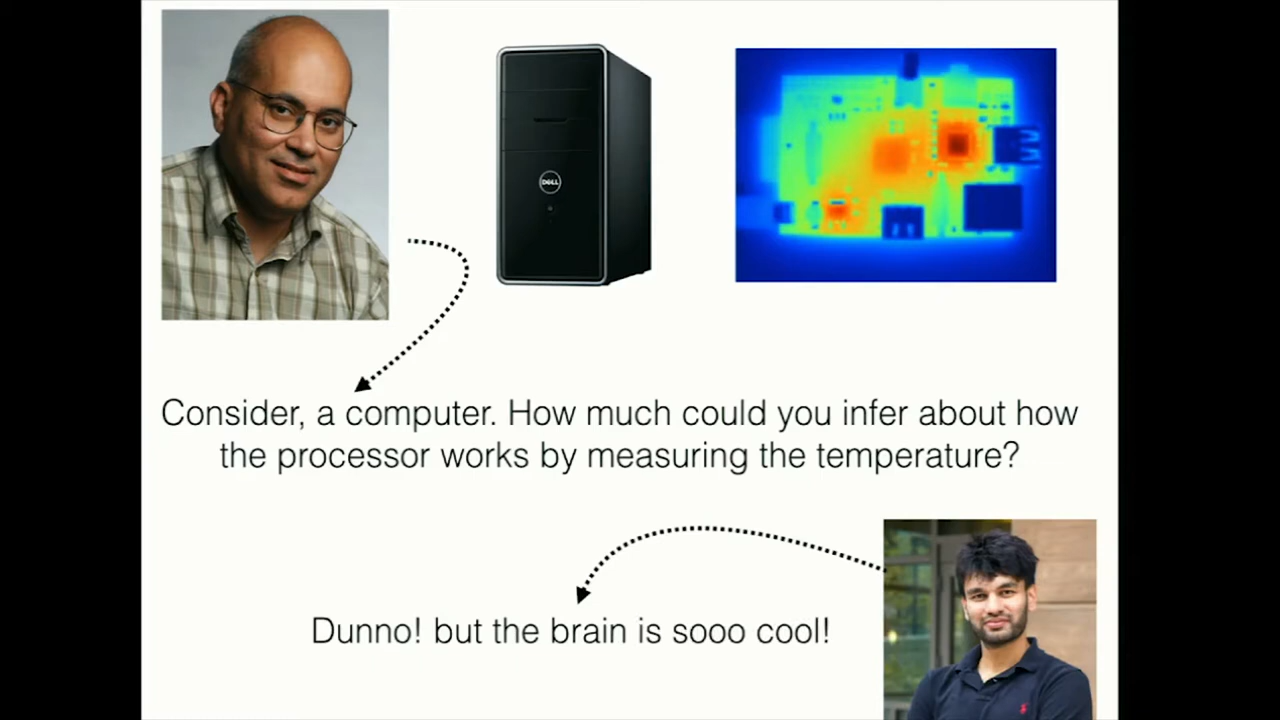 DELL
Consider, a computer. How much could you infer about how
the processor works by measuring the temperature?
Dunno! but the brain is sooo cool!